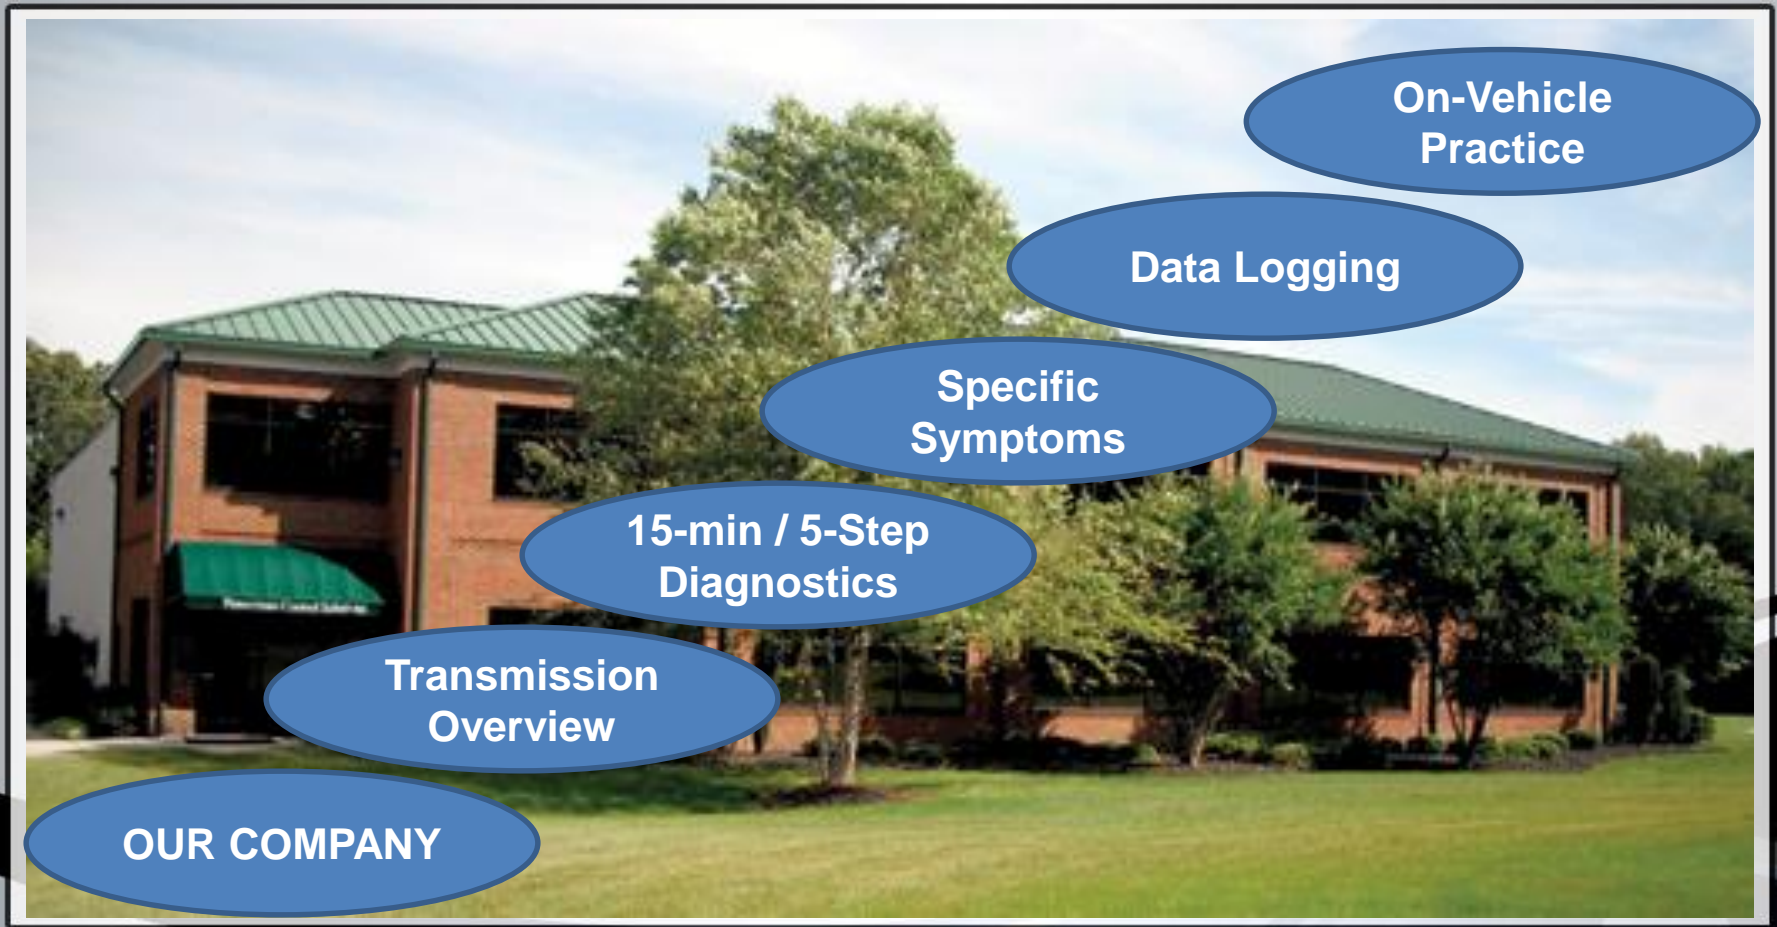 On-Vehicle
Practice
Data Logging
Specific
Symptoms
15-min / 5-Step
Diagnostics
Transmission
Overview
OUR COMPANY